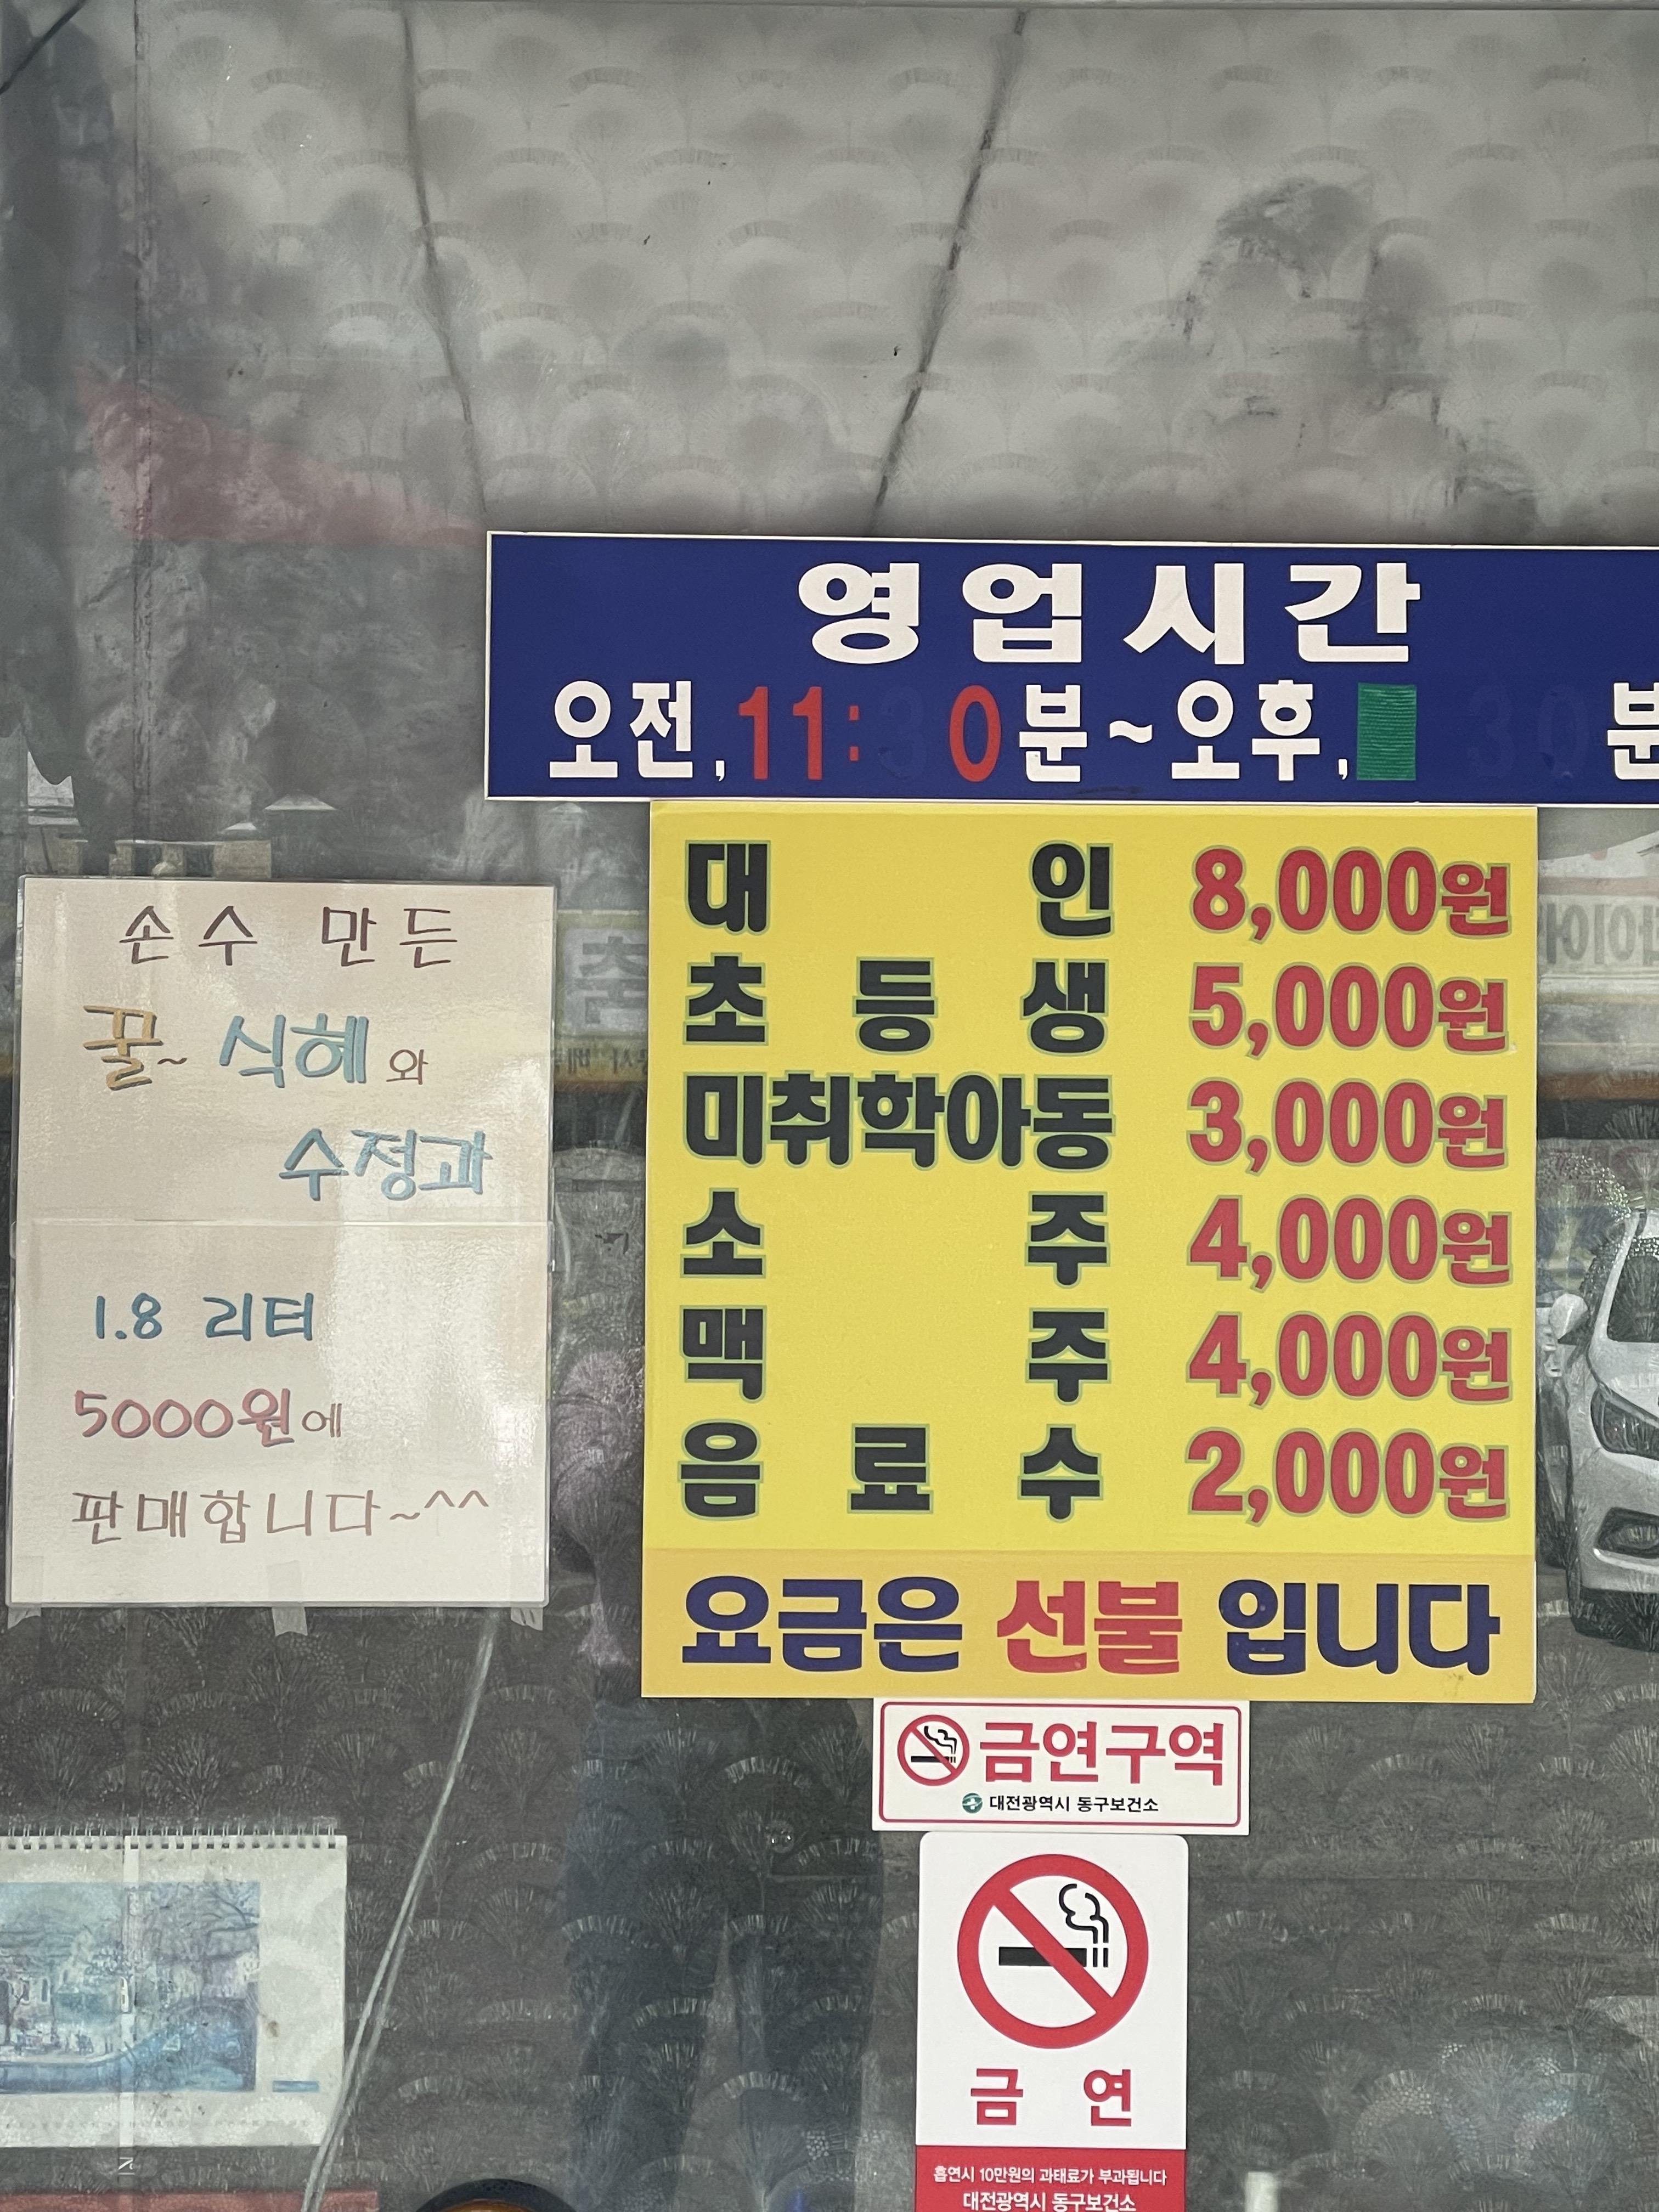 영업시간
오전, 11:30분~오후, 30 분
대인 8,000원
초등생 5,000원
미취학아동 3,000원
소주 4,000원
맥주 4,000원
음료수 2,000원
요금은 선불 입니다
손수 만든
꿀~ 식혜와
수정과
1.8 리터
5000원에
판매합니다~^^
금연구역
대전광역시 동구보건소
금연
흡연시 10만원의 과태료가 부과됩니다
대전광역시 동구보건소